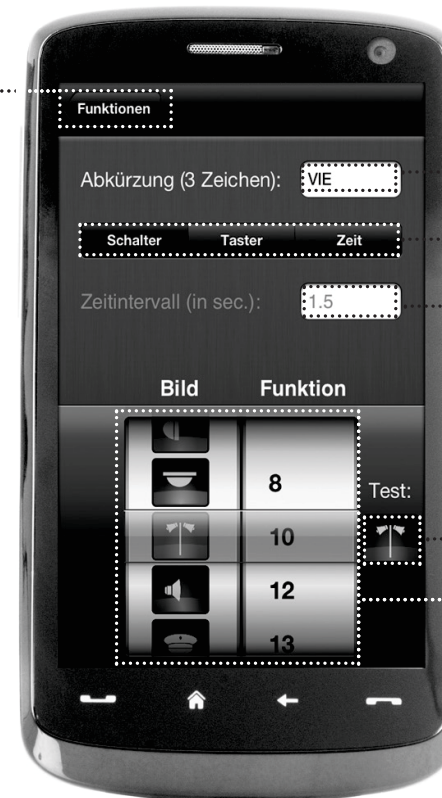 Funktionen
Abkürzung (3 Zeichen): VIE
Schalter Taster Zeit
Zeitintervall (in sec.): 1.5
Bild Funktion
8
Test:
10
12
13